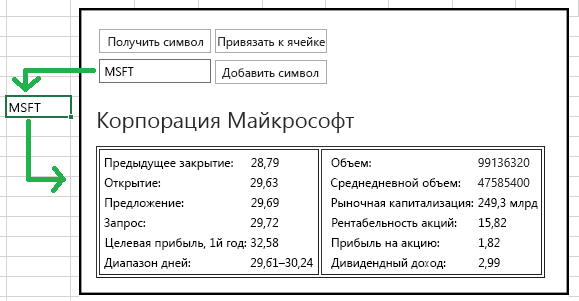 Получить символ Привязать к ячейке
MSFT Добавить символ
MSFT
Корпорация Майкрософт
Предыдущее закрытие: 28,79 Объем: 99136320
Открытие: 29,63 Среднедневной объем: 47585400
Предложение: 29,69 Рыночная капитализация: 249,3 млрд
Запрос: 29,72 Рентабельность акций: 15,82
Целевая прибыль, 1й год: 32,58 Прибыль на акцию: 1,82
Диапазон дней: 29,61–30,24 Дивидендный доход: 2,99